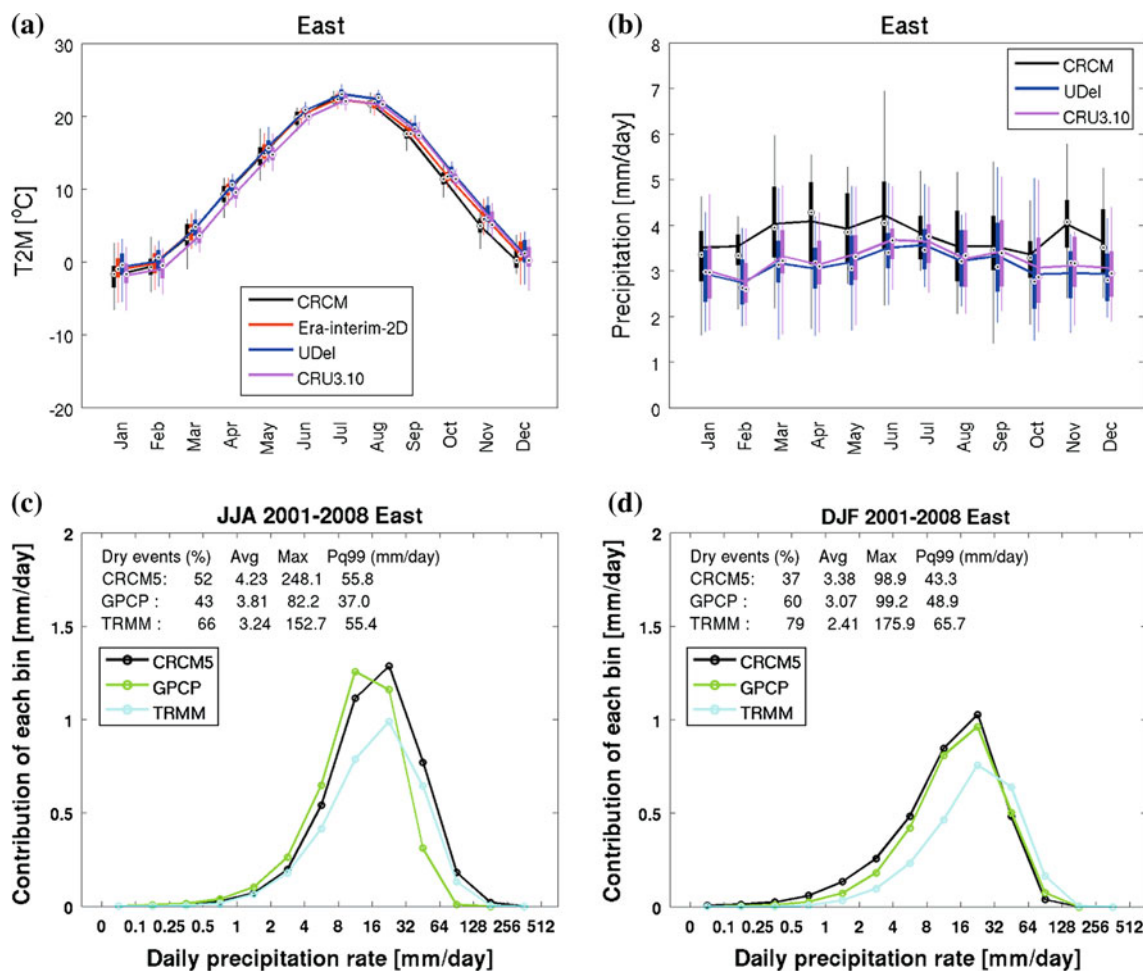 (a)
East
T2M [°C]
30
20
10
0
-10
-20
CRCM
Era-interim-2D
UDel
CRU3.10
Jan Feb Mar Apr May Jun Jul Aug Sep Oct Nov Dec
(b)
East
Precipitation [mm/day]
8
7
6
5
4
3
2
1
0
CRCM
UDel
CRU3.10
Jan Feb Mar Apr May Jun Jul Aug Sep Oct Nov Dec
(c)
JJA 2001-2008 East
Contribution of each bin [mm/day]
2
1.5
1
0.5
0
Dry events (%) Avg Max Pq99 (mm/day)
CRCM5: 52 4.23 248.1 55.8
GPCP : 43 3.81 82.2 37.0
TRMM : 66 3.24 152.7 55.4
CRCM5
GPCP
TRMM
0 0.1 0.25 0.5 1 2 4 8 16 32 64 128 256 512
Daily precipitation rate [mm/day]
(d)
DJF 2001-2008 East
Contribution of each bin [mm/day]
2
1.5
1
0.5
0
Dry events (%) Avg Max Pq99 (mm/day)
CRCM5: 37 3.38 98.9 43.3
GPCP : 60 3.07 99.2 48.9
TRMM : 79 2.41 175.9 65.7
CRCM5
GPCP
TRMM
0 0.1 0.25 0.5 1 2 4 8 16 32 64 128 256 512
Daily precipitation rate [mm/day]